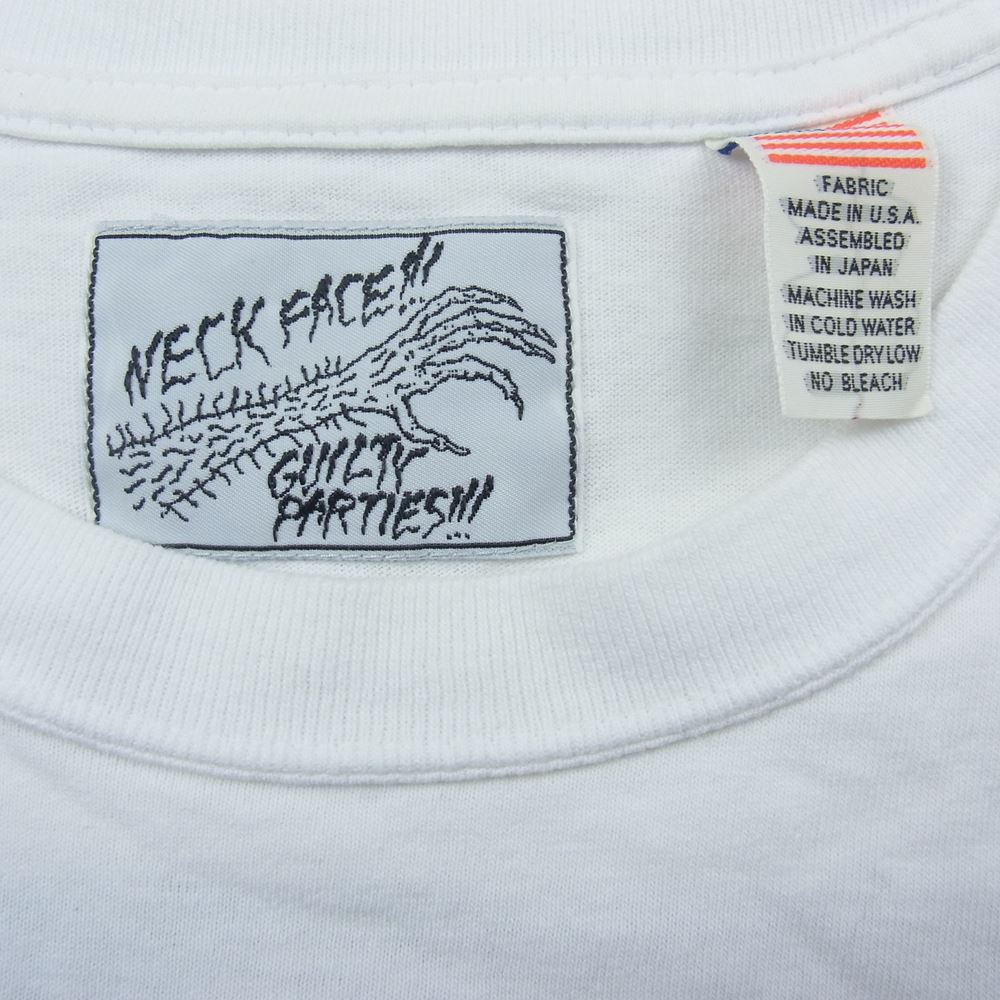 NECK FACE!!!
GUILTY
PARTIES!!!
FABRIC
MADE IN U.S.A.
ASSEMBLED
IN JAPAN
MACHINE WASH
IN COLD WATER
TUMBLE DRY LOW
NO BLEACH